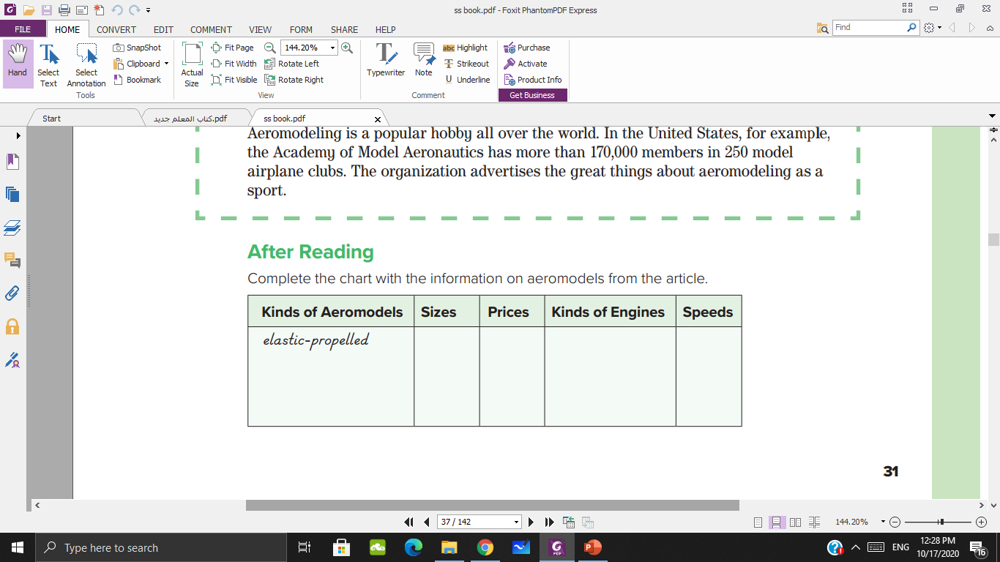 ss book.pdf - Foxit PhantomPDF Express
FILE HOME CONVERT EDIT COMMENT VIEW FORM SHARE HELP Find
Hand
Select Text
Select Annotation
SnapShot
Clipboard
Bookmark
Tools
Actual Size
Fit Page
Fit Width
Fit Visible
144.20%
Rotate Left
Rotate Right
View
Typewriter
Note
abc Highlight
T Strikeout
U Underline
Comment
Purchase
Activate
Product Info
Get Business
Start كتاب المعلم جديد.pdf ss book.pdf
Aeromodeling is a popular hobby all over the world. In the United States, for example,
the Academy of Model Aeronautics has more than 170,000 members in 250 model
airplane clubs. The organization advertises the great things about aeromodeling as a
sport.
After Reading
Complete the chart with the information on aeromodels from the article.
Kinds of Aeromodels Sizes Prices Kinds of Engines Speeds
elastic-propelled
31
37 / 142 144.20%
Type here to search
ENG
12:28 PM
10/17/2020
16